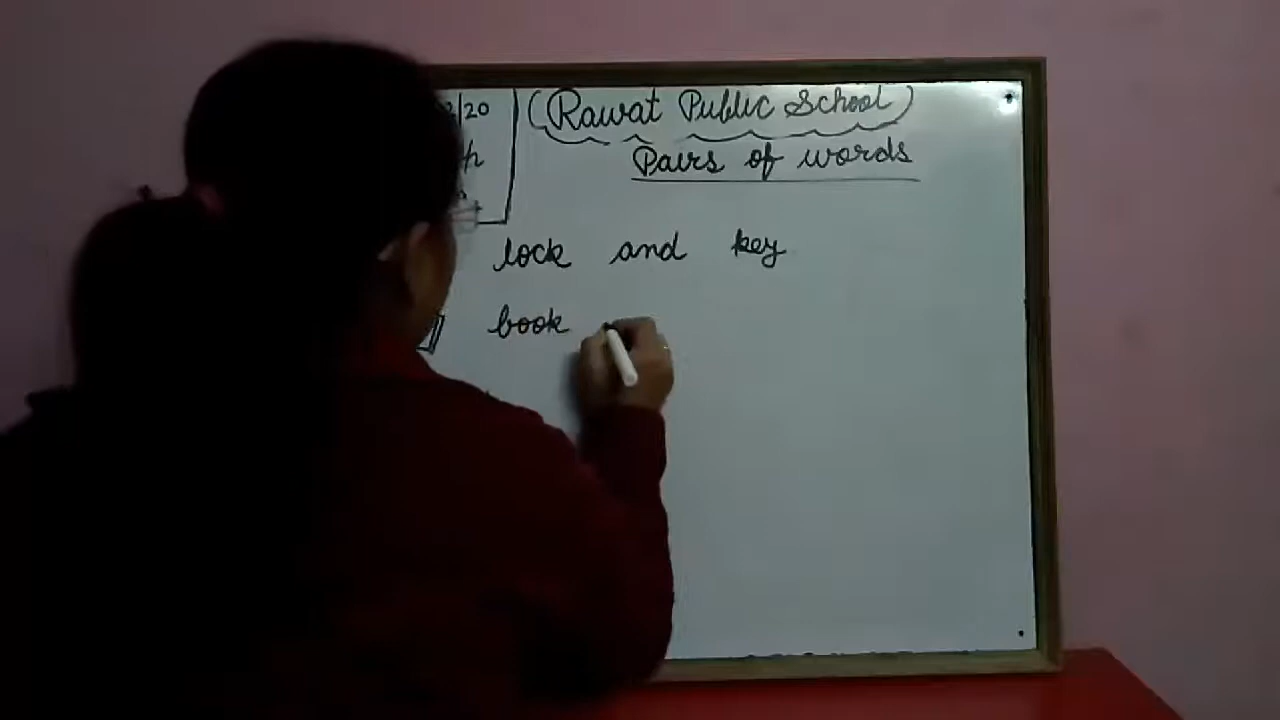 /20
(Rawat Public School)
Pairs of words
lock and key
book